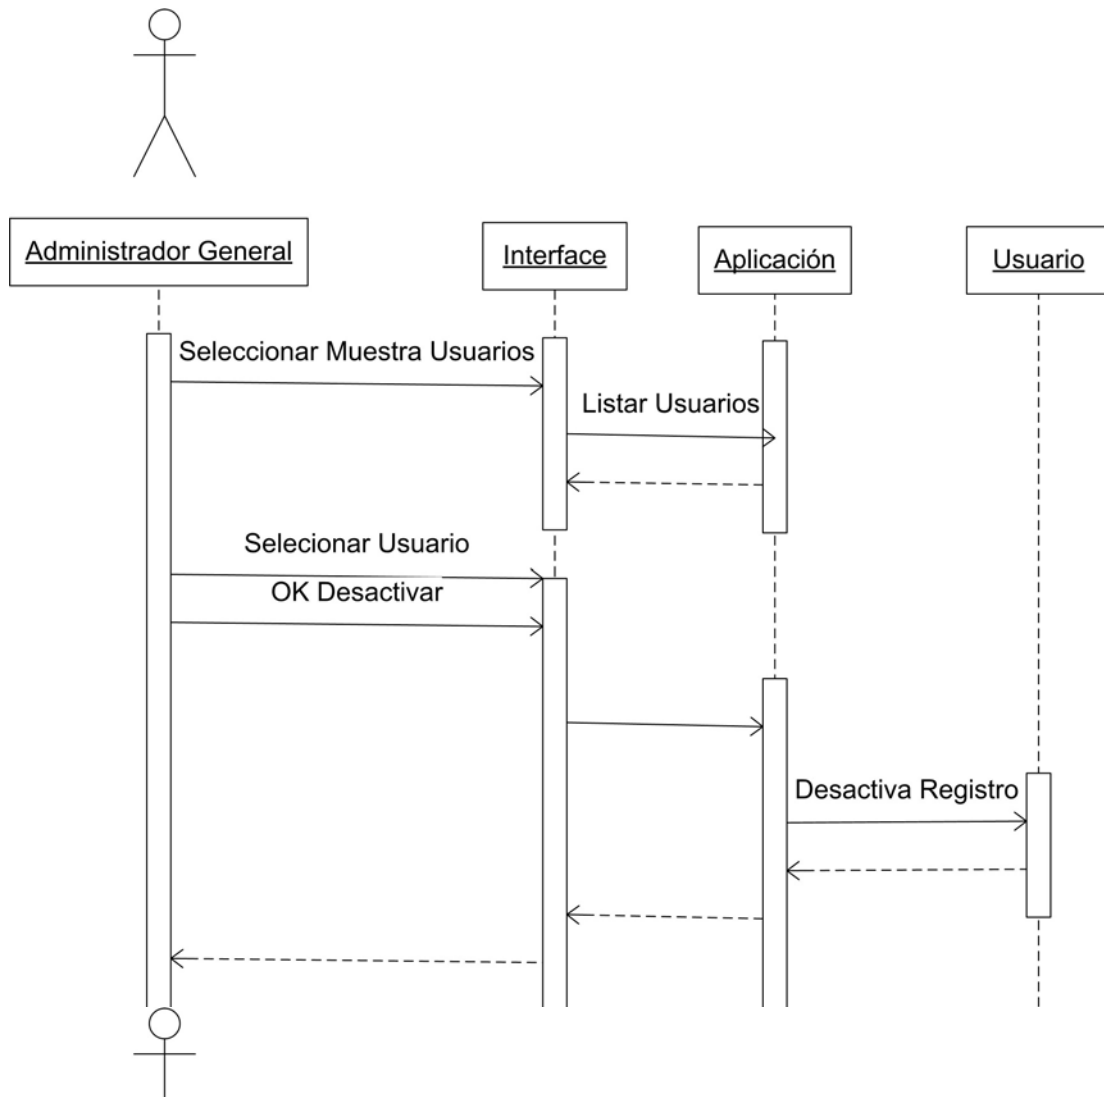 Administrador General
Interface
Aplicación
Usuario
Seleccionar Muestra Usuarios
Listar Usuarios
Selecionar Usuario
OK Desactivar
Desactiva Registro